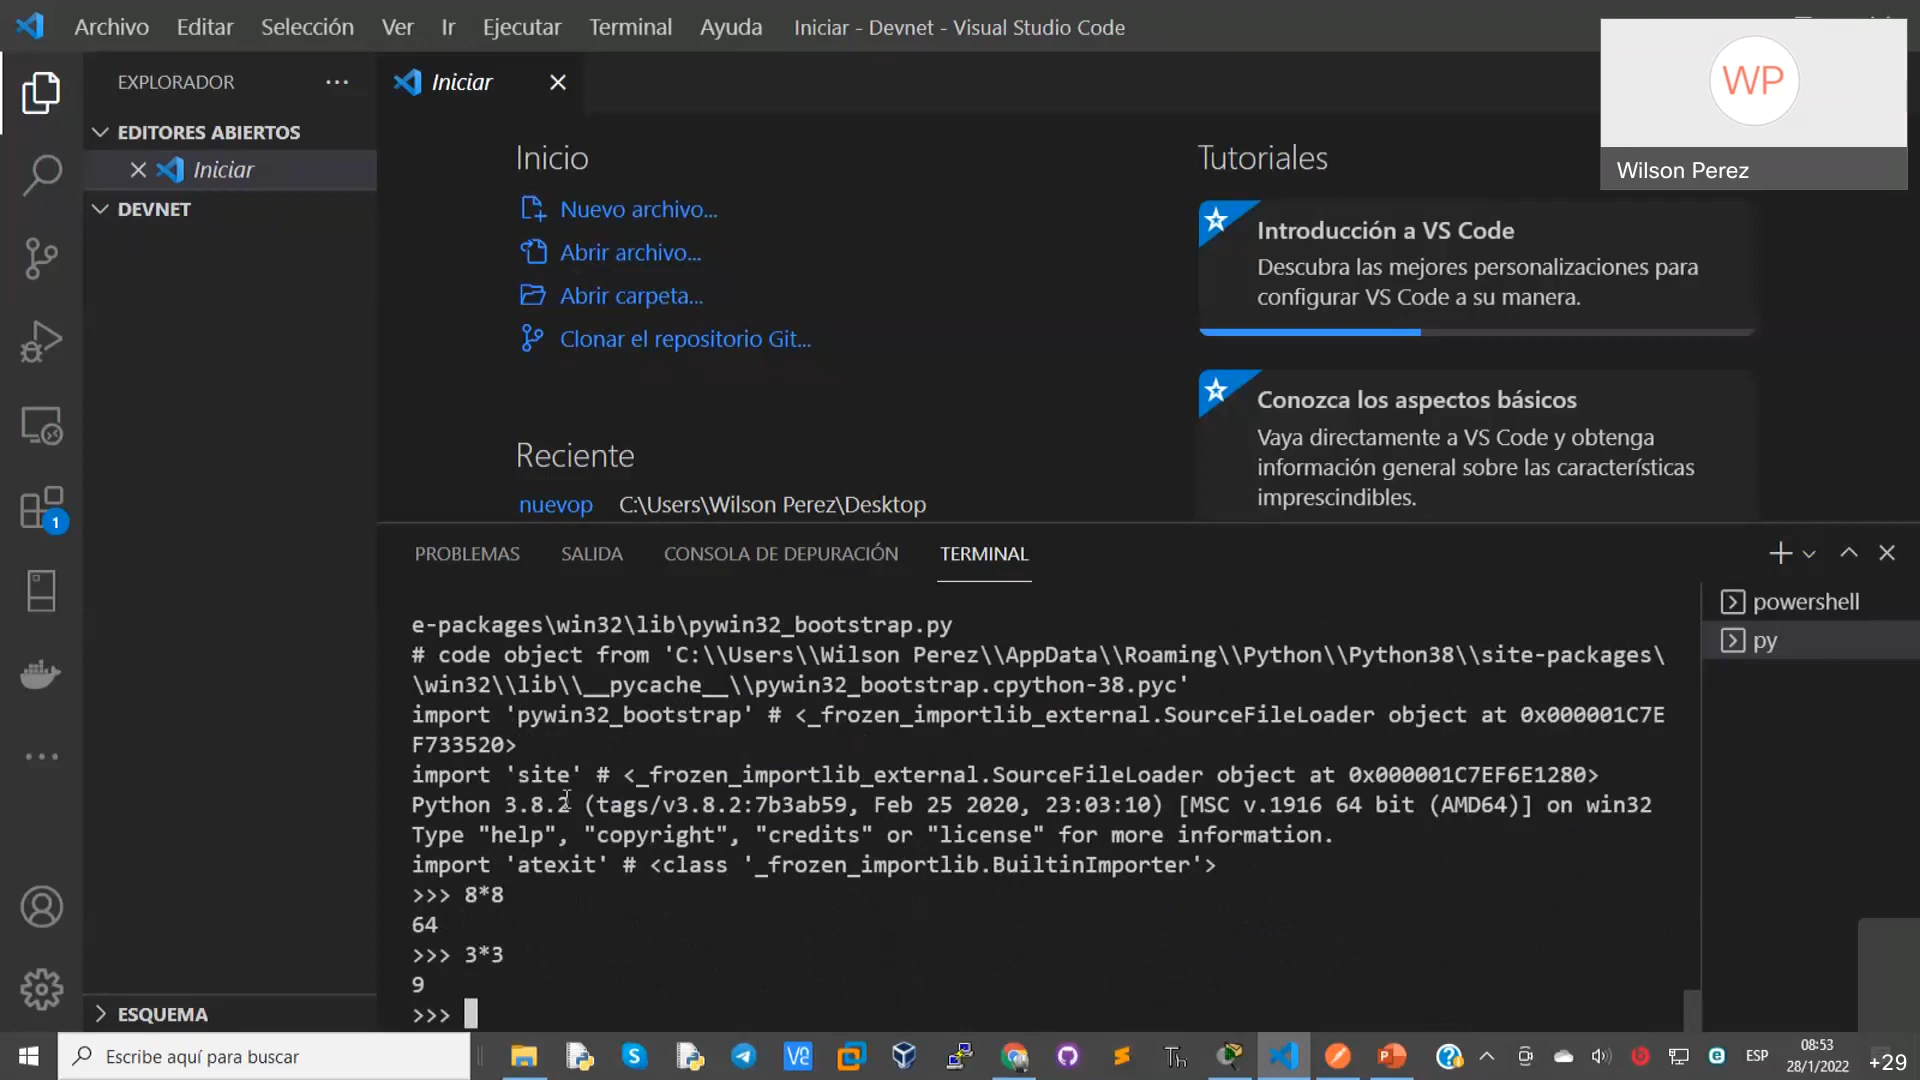 Archivo Editar Selección Ver Ir Ejecutar Terminal Ayuda Iniciar - Devnet - Visual Studio Code
WP
Wilson Perez
EXPLORADOR
Iniciar
EDITORES ABIERTOS
Iniciar
DEVNET
Inicio
Nuevo archivo...
Abrir archivo...
Abrir carpeta...
Clonar el repositorio Git...
Reciente
nuevop C:\Users\Wilson Perez\Desktop
Tutoriales
Introducción a VS Code
Descubra las mejores personalizaciones para
configurar VS Code a su manera.
Conozca los aspectos básicos
Vaya directamente a VS Code y obtenga
información general sobre las características
imprescindibles.
1
PROBLEMAS SALIDA CONSOLA DE DEPURACIÓN TERMINAL
powershell
py
e-packages\win32\lib\pywin32_bootstrap.py
# code object from 'C:\\Users\\Wilson Perez\\AppData\\Roaming\\Python\\Python38\\site-packages\
\win32\\lib\\__pycache__\\pywin32_bootstrap.cpython-38.pyc'
import 'pywin32_bootstrap' # <_frozen_importlib_external.SourceFileLoader object at 0x000001C7E
F733520>
import 'site' # <_frozen_importlib_external.SourceFileLoader object at 0x000001C7EF6E1280>
Python 3.8.2 (tags/v3.8.2:7b3ab59, Feb 25 2020, 23:03:10) [MSC v.1916 64 bit (AMD64)] on win32
Type "help", "copyright", "credits" or "license" for more information.
import 'atexit' # <class '_frozen_importlib.BuiltinImporter'>
>>> 8*8
64
>>> 3*3
9
>>>
ESQUEMA
Escribe aquí para buscar
ESP
08:53
28/1/2022
+29